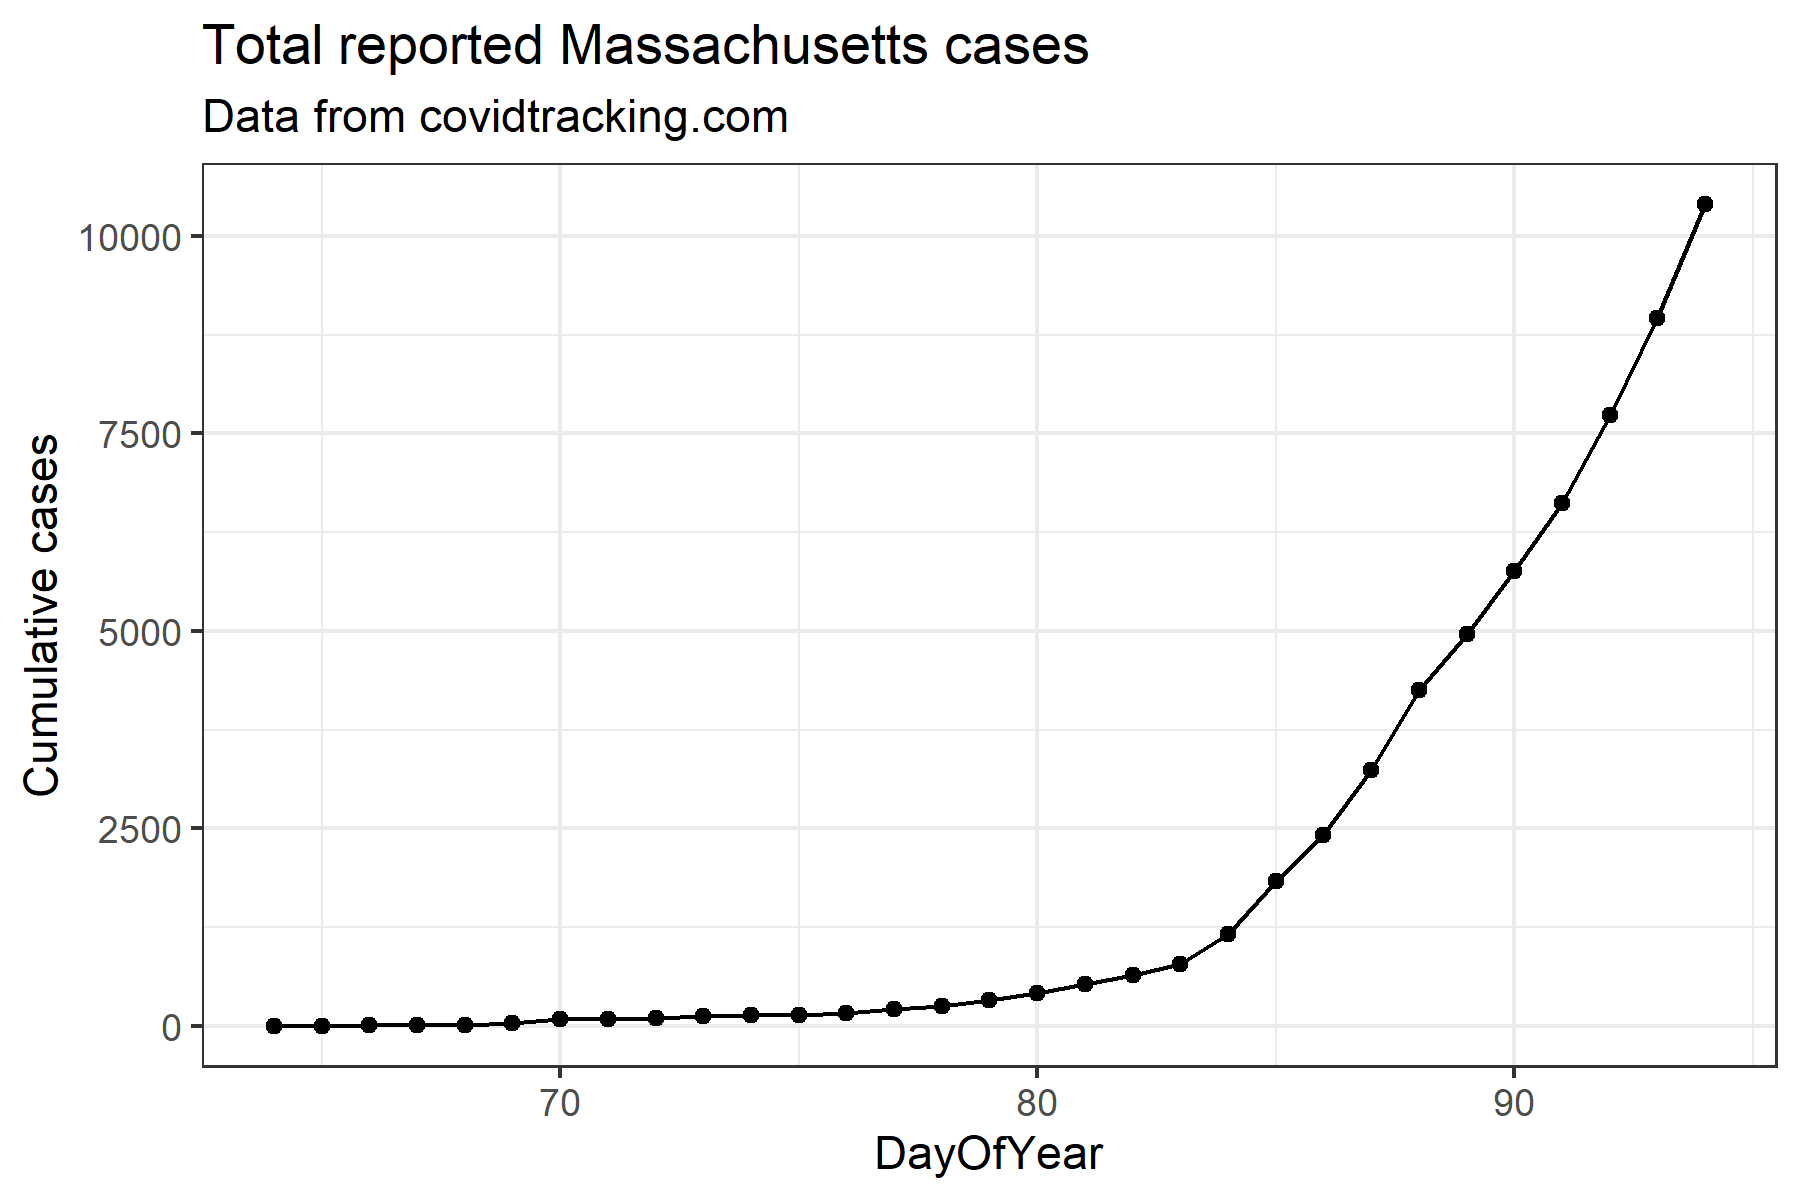 Total reported Massachusetts cases
Data from covidtracking.com
10000
7500
5000
2500
0
Cumulative cases
70 80 90
DayOfYear